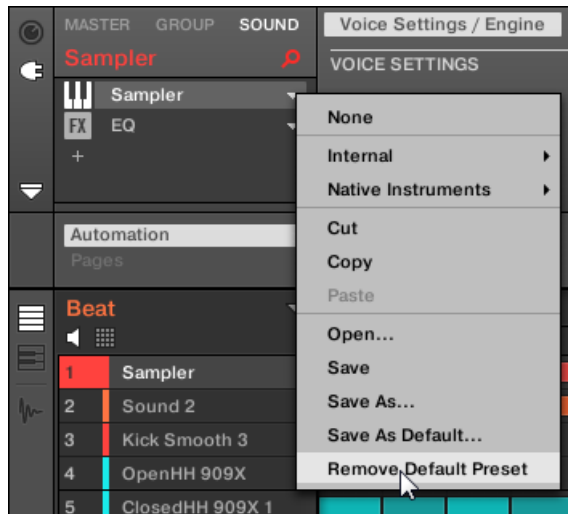 MASTER GROUP SOUND
Sampler
Sampler
FX EQ
+
Automation
Pages
Beat
1 Sampler
2 Sound 2
3 Kick Smooth 3
4 OpenHH 909X
5 ClosedHH 909X 1
Voice Settings / Engine
VOICE SETTINGS
None
Internal
Native Instruments
Cut
Copy
Paste
Open...
Save
Save As...
Save As Default...
Remove Default Preset